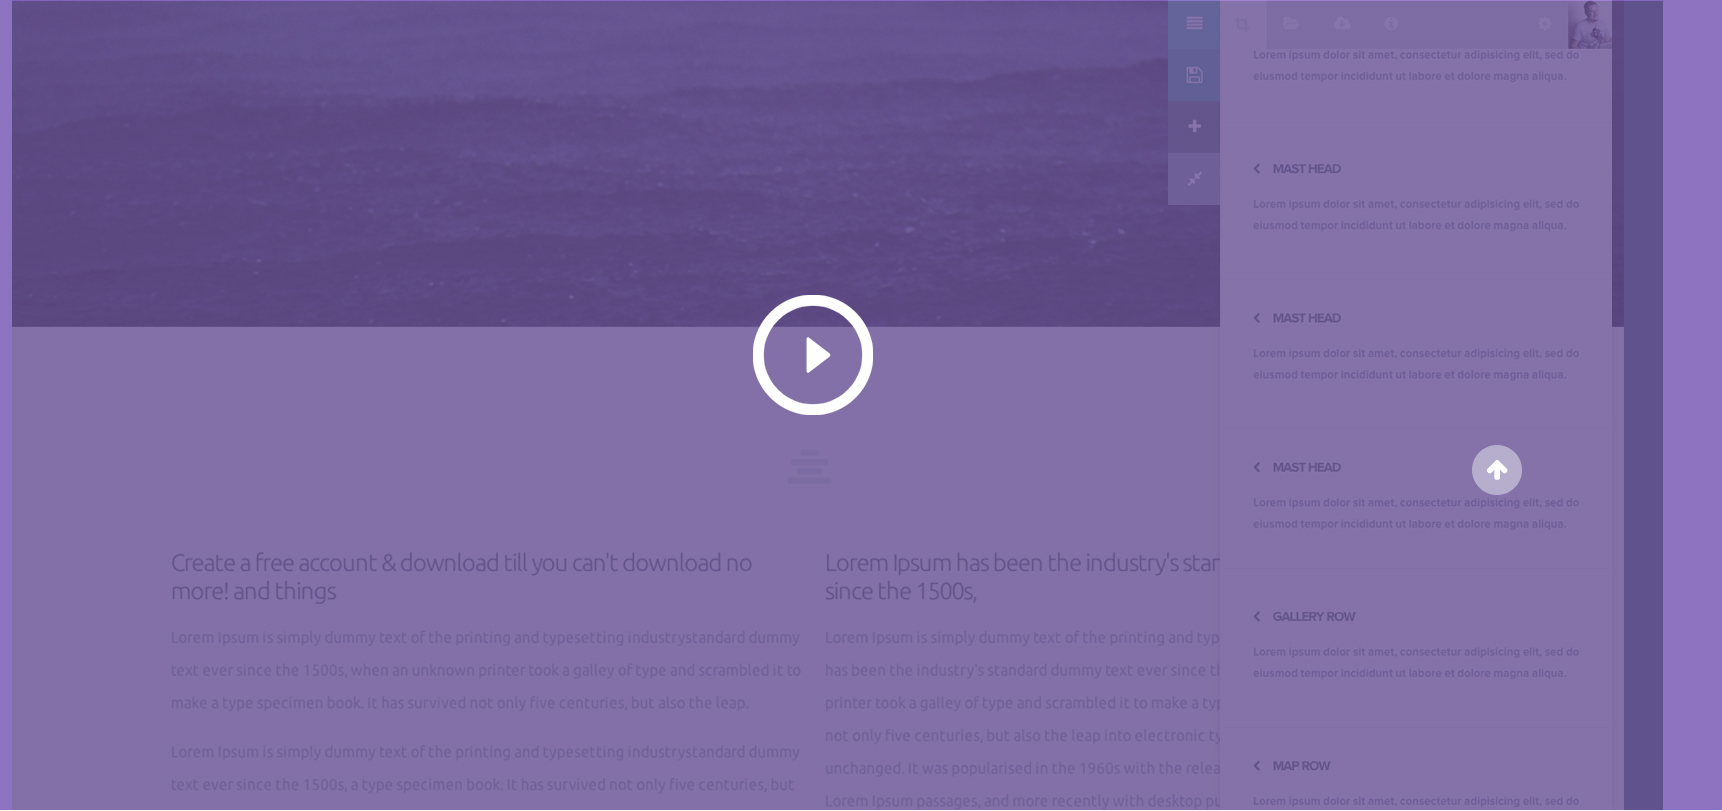 Lorem ipsum dolor sit amet, consectetur adipisicing elit, sed do
eiusmod tempor incididunt ut labore et dolore magna aliqua.
MAST HEAD
Lorem ipsum dolor sit amet, consectetur adipisicing elit, sed do
eiusmod tempor incididunt ut labore et dolore magna aliqua.
MAST HEAD
Lorem ipsum dolor sit amet, consectetur adipisicing elit, sed do
eiusmod tempor incididunt ut labore et dolore magna aliqua.
MAST HEAD
Lorem ipsum dolor sit amet, consectetur adipisicing elit, sed do
eiusmod tempor incididunt ut labore et dolore magna aliqua.
GALLERY ROW
Lorem ipsum dolor sit amet, consectetur adipisicing elit, sed do
eiusmod tempor incididunt ut labore et dolore magna aliqua.
MAP ROW
Lorem ipsum dolor sit amet, consectetur adipisicing elit, sed do
Create a free account & download till you can't download no
more! and things
Lorem Ipsum is simply dummy text of the printing and typesetting industrystandard dummy
text ever since the 1500s, when an unknown printer took a galley of type and scrambled it to
make a type specimen book. It has survived not only five centuries, but also the leap.
Lorem Ipsum is simply dummy text of the printing and typesetting industrystandard dummy
text ever since the 1500s, a type specimen book. It has survived not only five centuries, but
Lorem Ipsum has been the industry's star
since the 1500s,
Lorem Ipsum is simply dummy text of the printing and typ
has been the industry's standard dummy text ever since th
printer took a galley of type and scrambled it to make a typ
not only five centuries, but also the leap into electronic ty
unchanged. It was popularised in the 1960s with the relea
Lorem Ipsum passages, and more recently with desktop pu